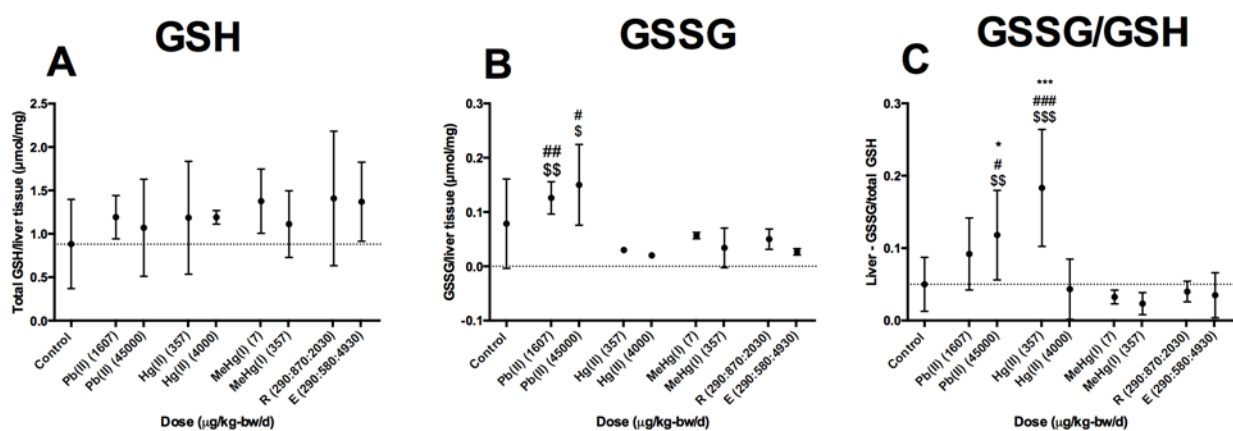 GSH
A
Total GSH/liver tissue (μmol/mg)
2.5
2.0
1.5
1.0
0.5
0.0
Control
Pb(II) (1607)
Pb(II) (45000)
Hg(II) (357)
Hg(II) (4000)
MeHg(I) (7)
MeHg(I) (357)
R (290:870:2030)
E (290:580:4930)
Dose (μg/kg-bw/d)
GSSG
B
GSSG/liver tissue (μmol/mg)
0.3
0.2
0.1
0.0
-0.1
##
$$
#
$
Control
Pb(II) (1607)
Pb(II) (45000)
Hg(II) (357)
Hg(II) (4000)
MeHg(I) (7)
MeHg(I) (357)
R (290:870:2030)
E (290:580:4930)
Dose (μg/kg-bw/d)
GSSG/GSH
C
Liver - GSSG/total GSH
0.3
0.2
0.1
0.0
*
#
$$
***
###
$$$
Control
Pb(II) (1607)
Pb(II) (45000)
Hg(II) (357)
Hg(II) (4000)
MeHg(I) (7)
MeHg(I) (357)
R (290:870:2030)
E (290:580:4930)
Dose (μg/kg-bw/d)